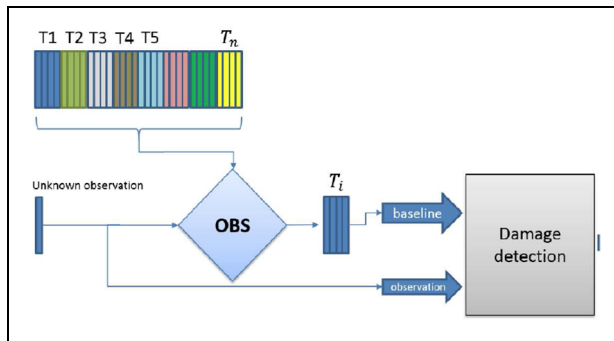 T1 T2 T3 T4 T5 Tn
Unknown observation
OBS
Ti
baseline
Damage
detection
observation